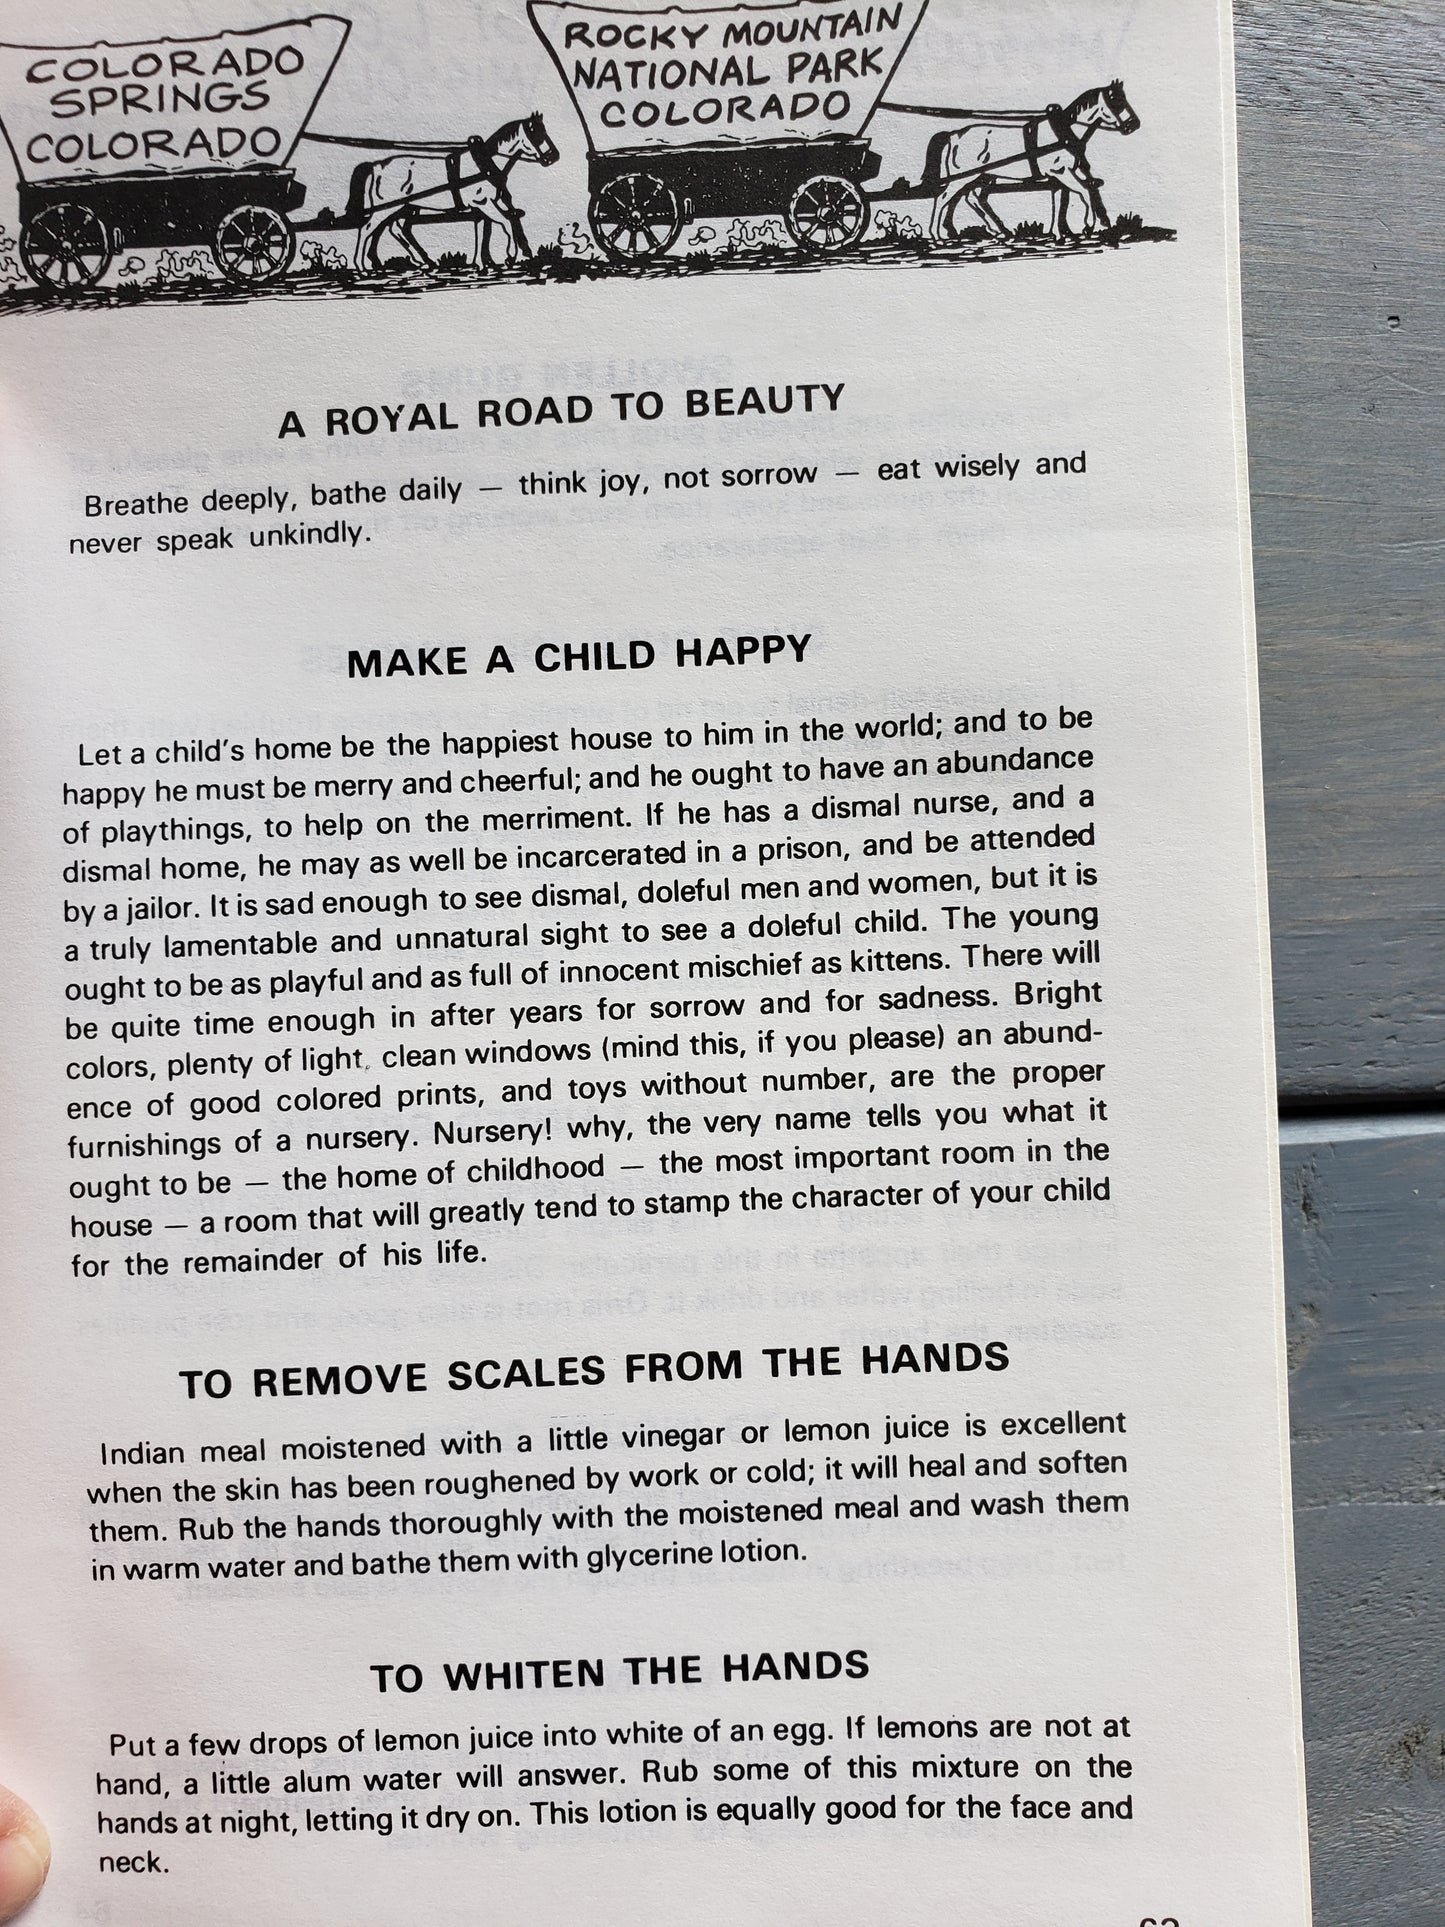 COLORADO
SPRINGS
COLORADO
ROCKY MOUNTAIN
NATIONAL PARK
COLORADO
A ROYAL ROAD TO BEAUTY
Breathe deeply, bathe daily — think joy, not sorrow — eat wisely and
never speak unkindly.
MAKE A CHILD HAPPY
Let a child's home be the happiest house to him in the world; and to be
happy he must be merry and cheerful; and he ought to have an abundance
of playthings, to help on the merriment. If he has a dismal nurse, and a
dismal home, he may as well be incarcerated in a prison, and be attended
by a jailor. It is sad enough to see dismal, doleful men and women, but it is
a truly lamentable and unnatural sight to see a doleful child. The young
ought to be as playful and as full of innocent mischief as kittens. There will
be quite time enough in after years for sorrow and for sadness. Bright
colors, plenty of light, clean windows (mind this, if you please) an abund-
ence of good colored prints, and toys without number, are the proper
furnishings of a nursery. Nursery! why, the very name tells you what it
ought to be — the home of childhood — the most important room in the
house — a room that will greatly tend to stamp the character of your child
for the remainder of his life.
TO REMOVE SCALES FROM THE HANDS
Indian meal moistened with a little vinegar or lemon juice is excellent
when the skin has been roughened by work or cold; it will heal and soften
them. Rub the hands thoroughly with the moistened meal and wash them
in warm water and bathe them with glycerine lotion.
TO WHITEN THE HANDS
Put a few drops of lemon juice into white of an egg. If lemons are not at
hand, a little alum water will answer. Rub some of this mixture on the
hands at night, letting it dry on. This lotion is equally good for the face and
neck.